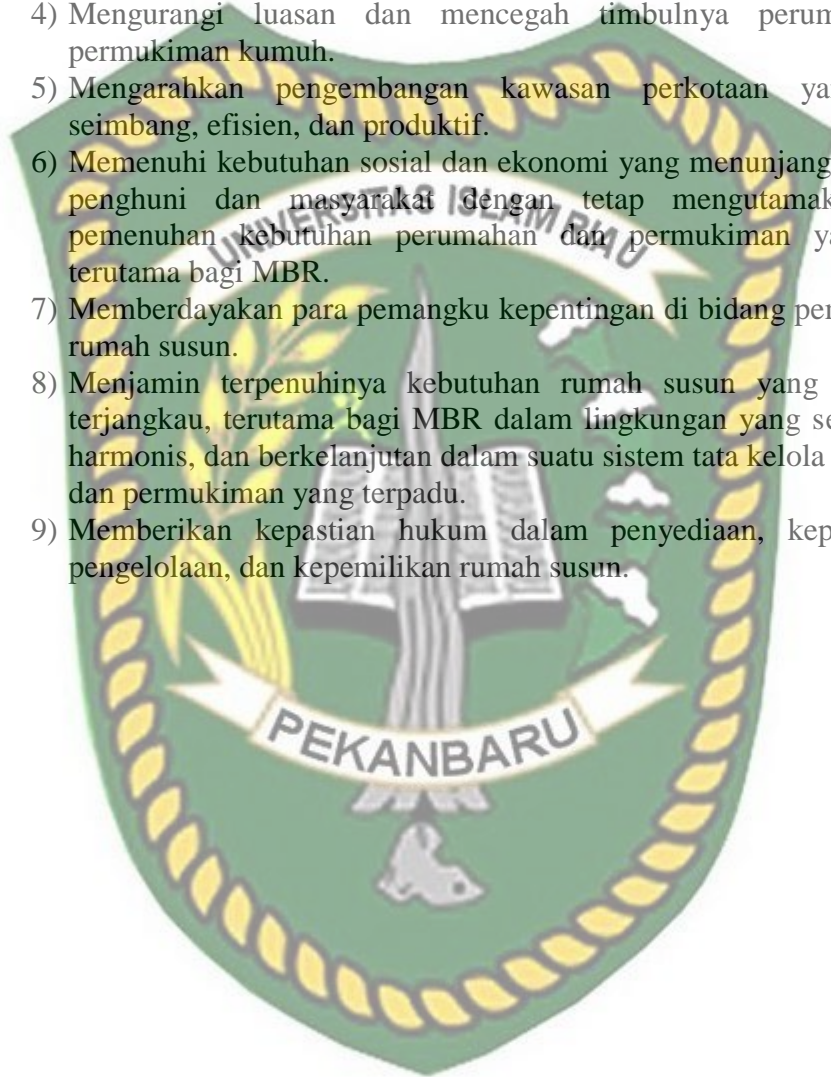 4) Mengurangi luasan dan mencegah timbulnya perum
permukiman kumuh.
5) Mengarahkan pengembangan kawasan perkotaan ya
seimbang, efisien, dan produktif.
6) Memenuhi kebutuhan sosial dan ekonomi yang menunjang
penghuni dan masyarakat dengan tetap mengutamak
pemenuhan kebutuhan perumahan dan permukiman ya
terutama bagi MBR.
7) Memberdayakan para pemangku kepentingan di bidang pe
rumah susun.
8) Menjamin terpenuhinya kebutuhan rumah susun yang
terjangkau, terutama bagi MBR dalam lingkungan yang se
harmonis, dan berkelanjutan dalam suatu sistem tata kelola
dan permukiman yang terpadu.
9) Memberikan kepastian hukum dalam penyediaan, kep
pengelolaan, dan kepemilikan rumah susun.
UNIVERSITAS ISLAM RIAU
PEKANBARU